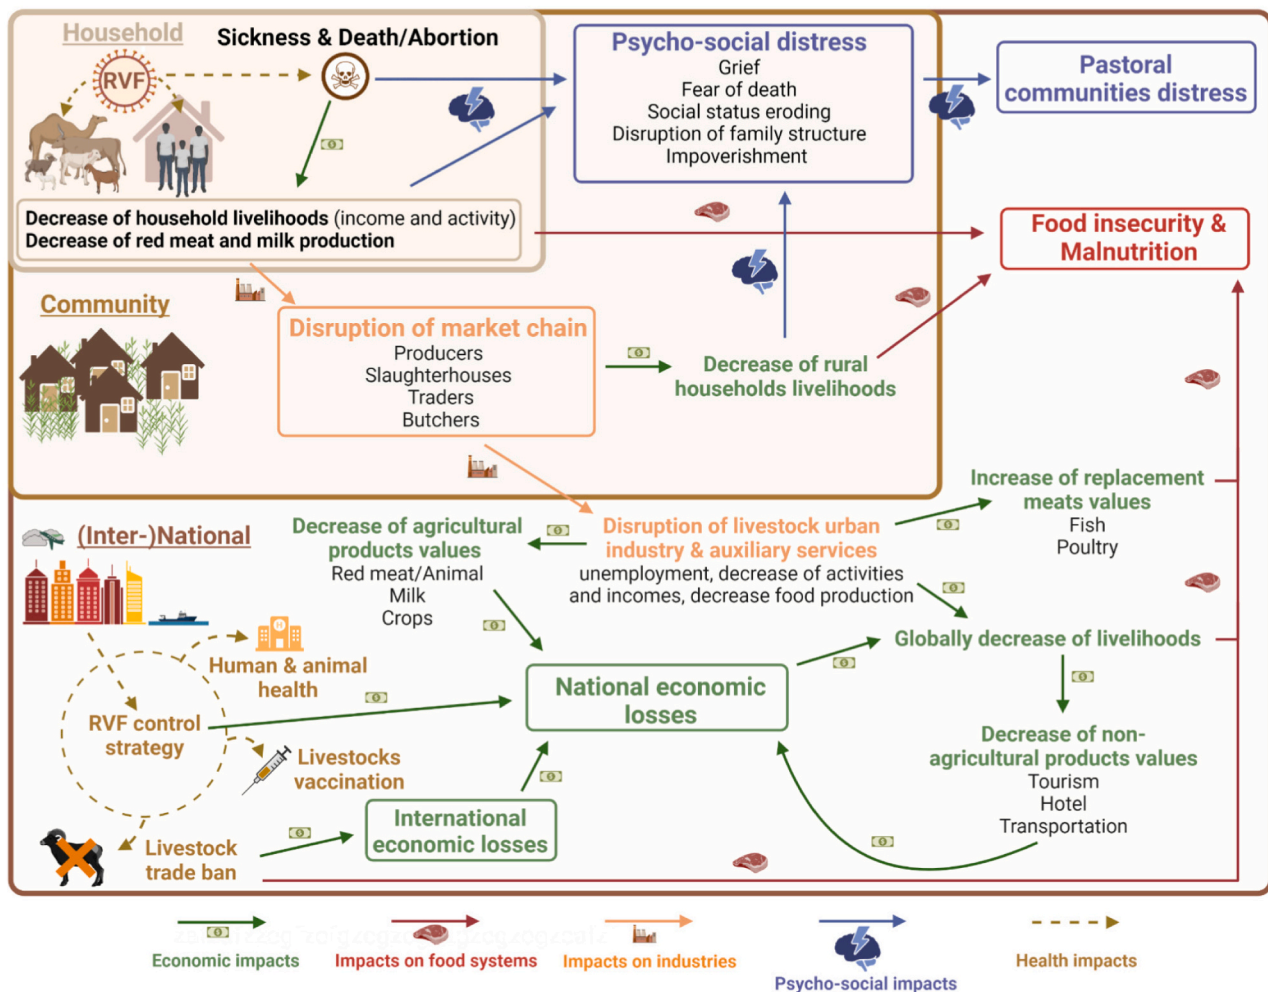 Household
Sickness & Death/Abortion
RVF
Psycho-social distress
Grief
Fear of death
Social status eroding
Disruption of family structure
Impoverishment
Pastoral
communities distress
Decrease of household livelihoods (income and activity)
Decrease of red meat and milk production
Food insecurity &
Malnutrition
Community
Disruption of market chain
Producers
Slaughterhouses
Traders
Butchers
Decrease of rural
households livelihoods
(Inter-)National
Decrease of agricultural
products values
Red meat/Animal
Milk
Crops
Disruption of livestock urban
industry & auxiliary services
unemployment, decrease of activities
and incomes, decrease food production
Increase of replacement
meats values
Fish
Poultry
Globally decrease of livelihoods
H
Human & animal
health
RVF control
strategy
National economic
losses
Livestocks
vaccination
Decrease of non-
agricultural products values
Tourism
Hotel
Transportation
International
economic losses
Livestock
trade ban
Economic impacts
Impacts on food systems
Impacts on industries
Psycho-social impacts
Health impacts